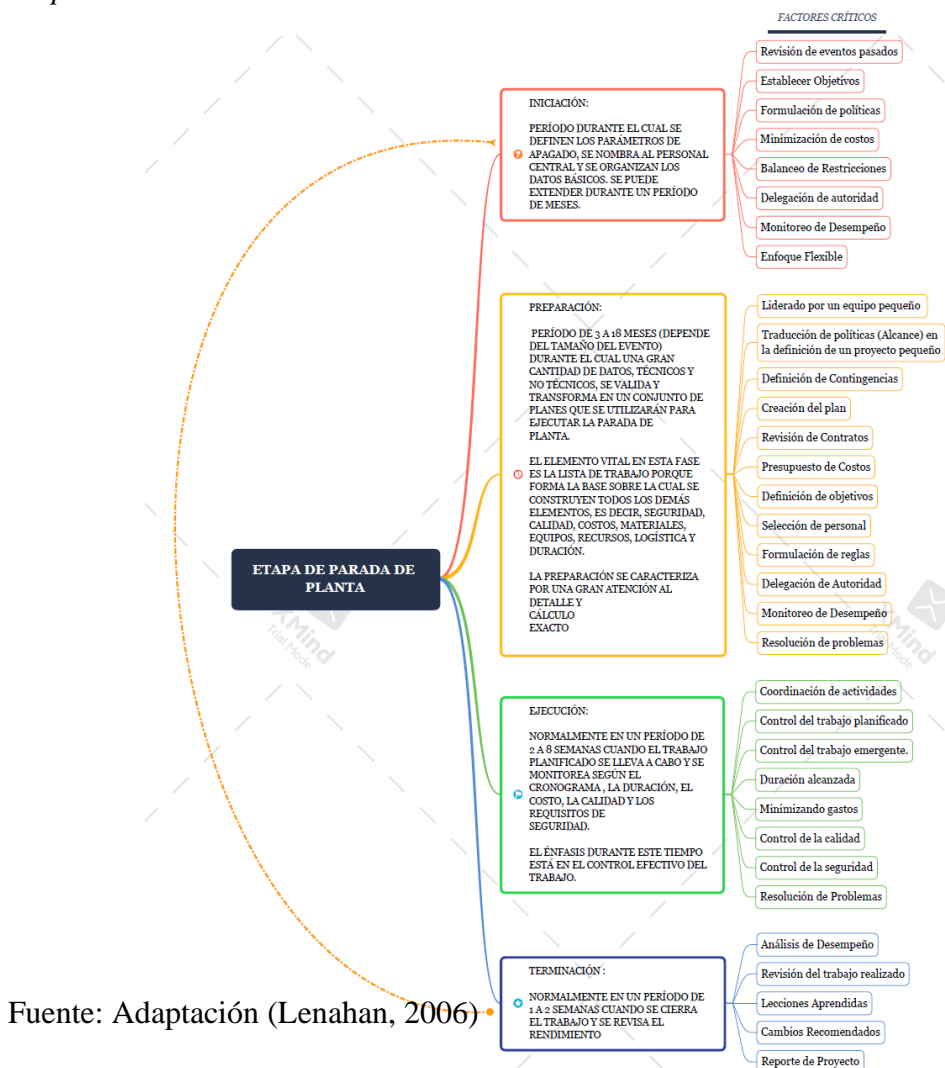 FACTORES CRÍTICOS
INICIACIÓN:
PERÍODO DURANTE EL CUAL SE
DEFINEN LOS PARÁMETROS DE
APAGADO, SE NOMBRA AL PERSONAL
CENTRAL Y SE ORGANIZAN LOS
DATOS BÁSICOS. SE PUEDE
EXTENDER DURANTE UN PERÍODO
DE MESES.
Revisión de eventos pasados
Establecer Objetivos
Formulación de políticas
Minimización de costos
Balanceo de Restricciones
Delegación de autoridad
Monitoreo de Desempeño
Enfoque Flexible
PREPARACIÓN:
PERÍODO DE 3 A 18 MESES (DEPENDE
DEL TAMAÑO DEL EVENTO)
DURANTE EL CUAL UNA GRAN
CANTIDAD DE DATOS, TÉCNICOS Y
NO TÉCNICOS, SE VALIDA Y
TRANSFORMA EN UN CONJUNTO DE
PLANES QUE SE UTILIZARÁN PARA
EJECUTAR LA PARADA DE
PLANTA.
EL ELEMENTO VITAL EN ESTA FASE
ES LA LISTA DE TRABAJO PORQUE
FORMA LA BASE SOBRE LA CUAL SE
CONSTRUYEN TODOS LOS DEMÁS
ELEMENTOS, ES DECIR, SEGURIDAD,
CALIDAD, COSTOS, MATERIALES,
EQUIPOS, RECURSOS, LOGÍSTICA Y
DURACIÓN.
LA PREPARACIÓN SE CARACTERIZA
POR UNA GRAN ATENCIÓN AL
DETALLE Y
CÁLCULO
EXACTO
Liderado por un equipo pequeño
Traducción de políticas (Alcance) en
la definición de un proyecto pequeño
Definición de Contingencias
Creación del plan
Revisión de Contratos
Presupuesto de Costos
Definición de objetivos
Selección de personal
Formulación de reglas
Delegación de Autoridad
Monitoreo de Desempeño
Resolución de problemas
ETAPA DE PARADA DE
PLANTA
XMind
Trial Mode
XMind
Trial Mode
EJECUCIÓN:
NORMALMENTE EN UN PERÍODO DE
2 A 8 SEMANAS CUANDO EL TRABAJO
PLANIFICADO SE LLEVA A CABO Y SE
MONITOREA SEGÚN EL
CRONOGRAMA , LA DURACIÓN, EL
COSTO, LA CALIDAD Y LOS
REQUISITOS DE
SEGURIDAD.
EL ÉNFASIS DURANTE ESTE TIEMPO
ESTÁ EN EL CONTROL EFECTIVO DEL
TRABAJO.
Coordinación de actividades
Control del trabajo planificado
Control del trabajo emergente.
Duración alcanzada
Minimizando gastos
Control de la calidad
Control de la seguridad
Resolución de Problemas
TERMINACIÓN :
NORMALMENTE EN UN PERÍODO DE
1 A 2 SEMANAS CUANDO SE CIERRA
EL TRABAJO Y SE REVISA EL
RENDIMIENTO
Análisis de Desempeño
Revisión del trabajo realizado
Lecciones Aprendidas
Cambios Recomendados
Reporte de Proyecto
Fuente: Adaptación (Lenahan, 2006)